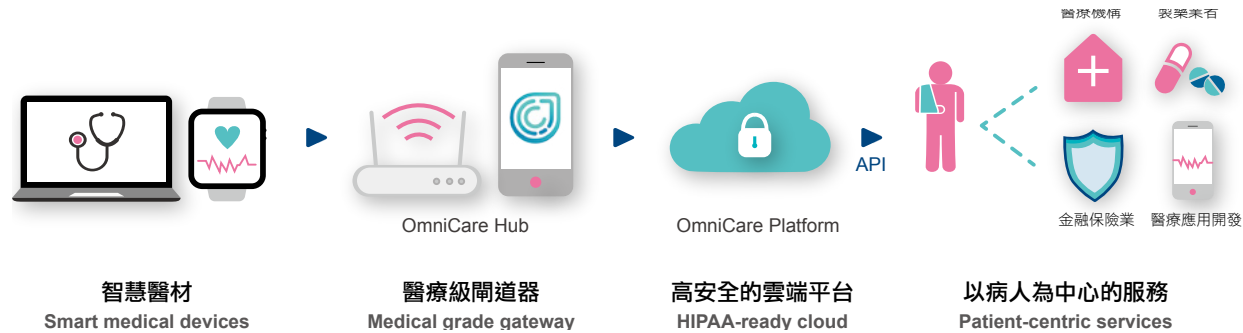 醫療機構 製藥業者
API
OmniCare Hub
OmniCare Platform
金融保險業 醫療應用開發
智慧醫材
Smart medical devices
醫療級閘道器
Medical grade gateway
高安全的雲端平台
HIPAA-ready cloud
以病人為中心的服務
Patient-centric services